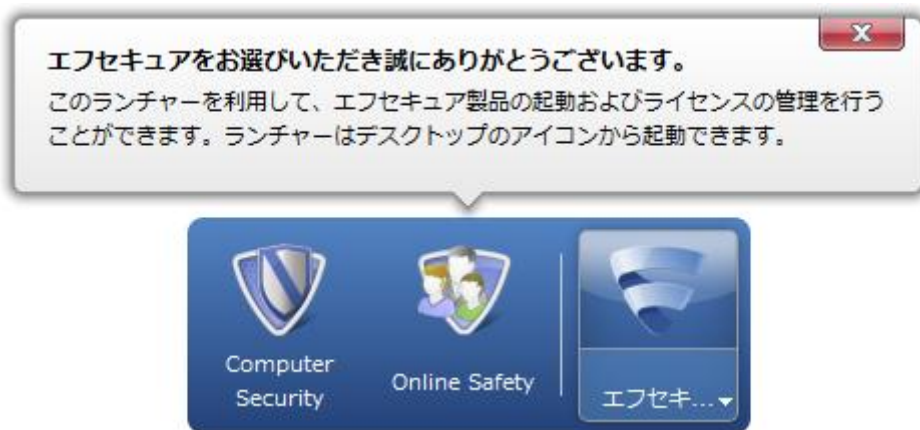 エフセキュアをお選びいただき誠にありがとうございます。
このランチャーを利用して、エフセキュア製品の起動およびライセンスの管理を行う
ことができます。ランチャーはデスクトップのアイコンから起動できます。
Computer
Security
Online Safety
エフセキ...